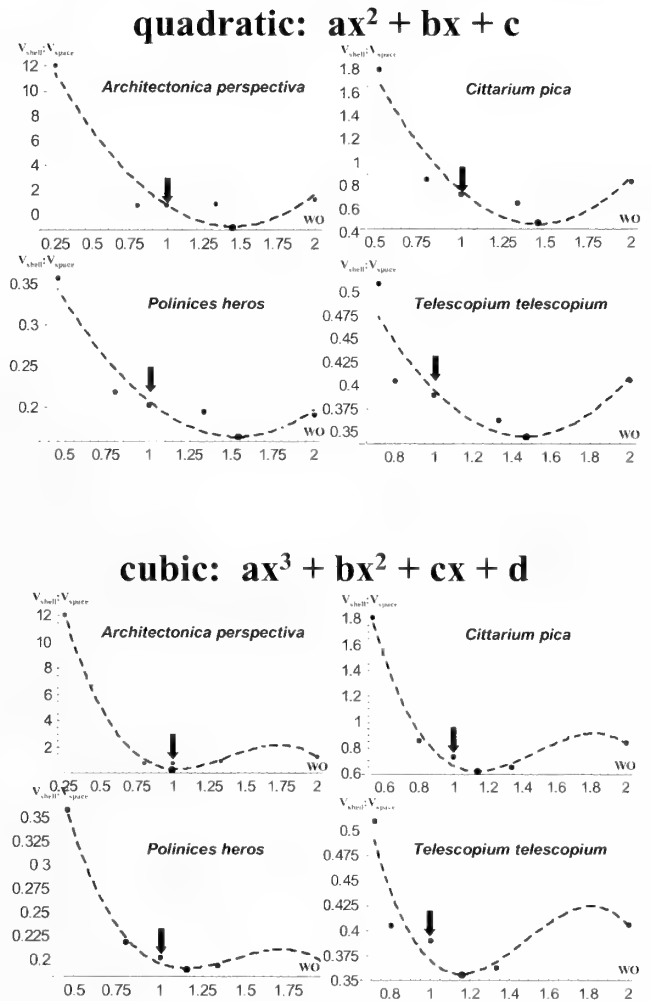 quadratic: ax² + bx + c
Vshell:Vspace
Architectonica perspectiva
12
10
8
6
4
2
0
WO
0.25 0.5 0.75 1 1.25 1.5 1.75 2
Vshell:Vspace
Cittarium pica
1.8
1.6
1.4
1.2
1
0.8
0.6
0.4
WO
0.5 0.75 1 1.25 1.5 1.75 2
Vshell:Vspace
Polinices heros
0.35
0.3
0.25
0.2
WO
0.5 0.75 1 1.25 1.5 1.75 2
Vshell:Vspace
Telescopium telescopium
0.5
0.475
0.45
0.425
0.4
0.375
0.35
WO
0.8 1 1.2 1.4 1.6 1.8 2
cubic: ax³ + bx² + cx + d
Vshell:Vspace
Architectonica perspectiva
12
10
8
6
4
2
WO
0.25 0.5 0.75 1 1.25 1.5 1.75 2
Vshell:Vspace
Cittarium pica
1.8
1.6
1.4
1.2
1
0.8
0.6
WO
0.6 0.8 1 1.2 1.4 1.6 1.8 2
Vshell:Vspace
Polinices heros
0.35
0.325
0 3
0.275
0.25
0.225
0.2
WO
0.5 0.75 1 1.25 1.5 1.75
Vshell:Vspace
Telescopium telescopium
0.5
0.475
0.45
0.425
0.4
0.375
0.35
WO
0.8 1 1.2 1.4 1.6 1.8 2